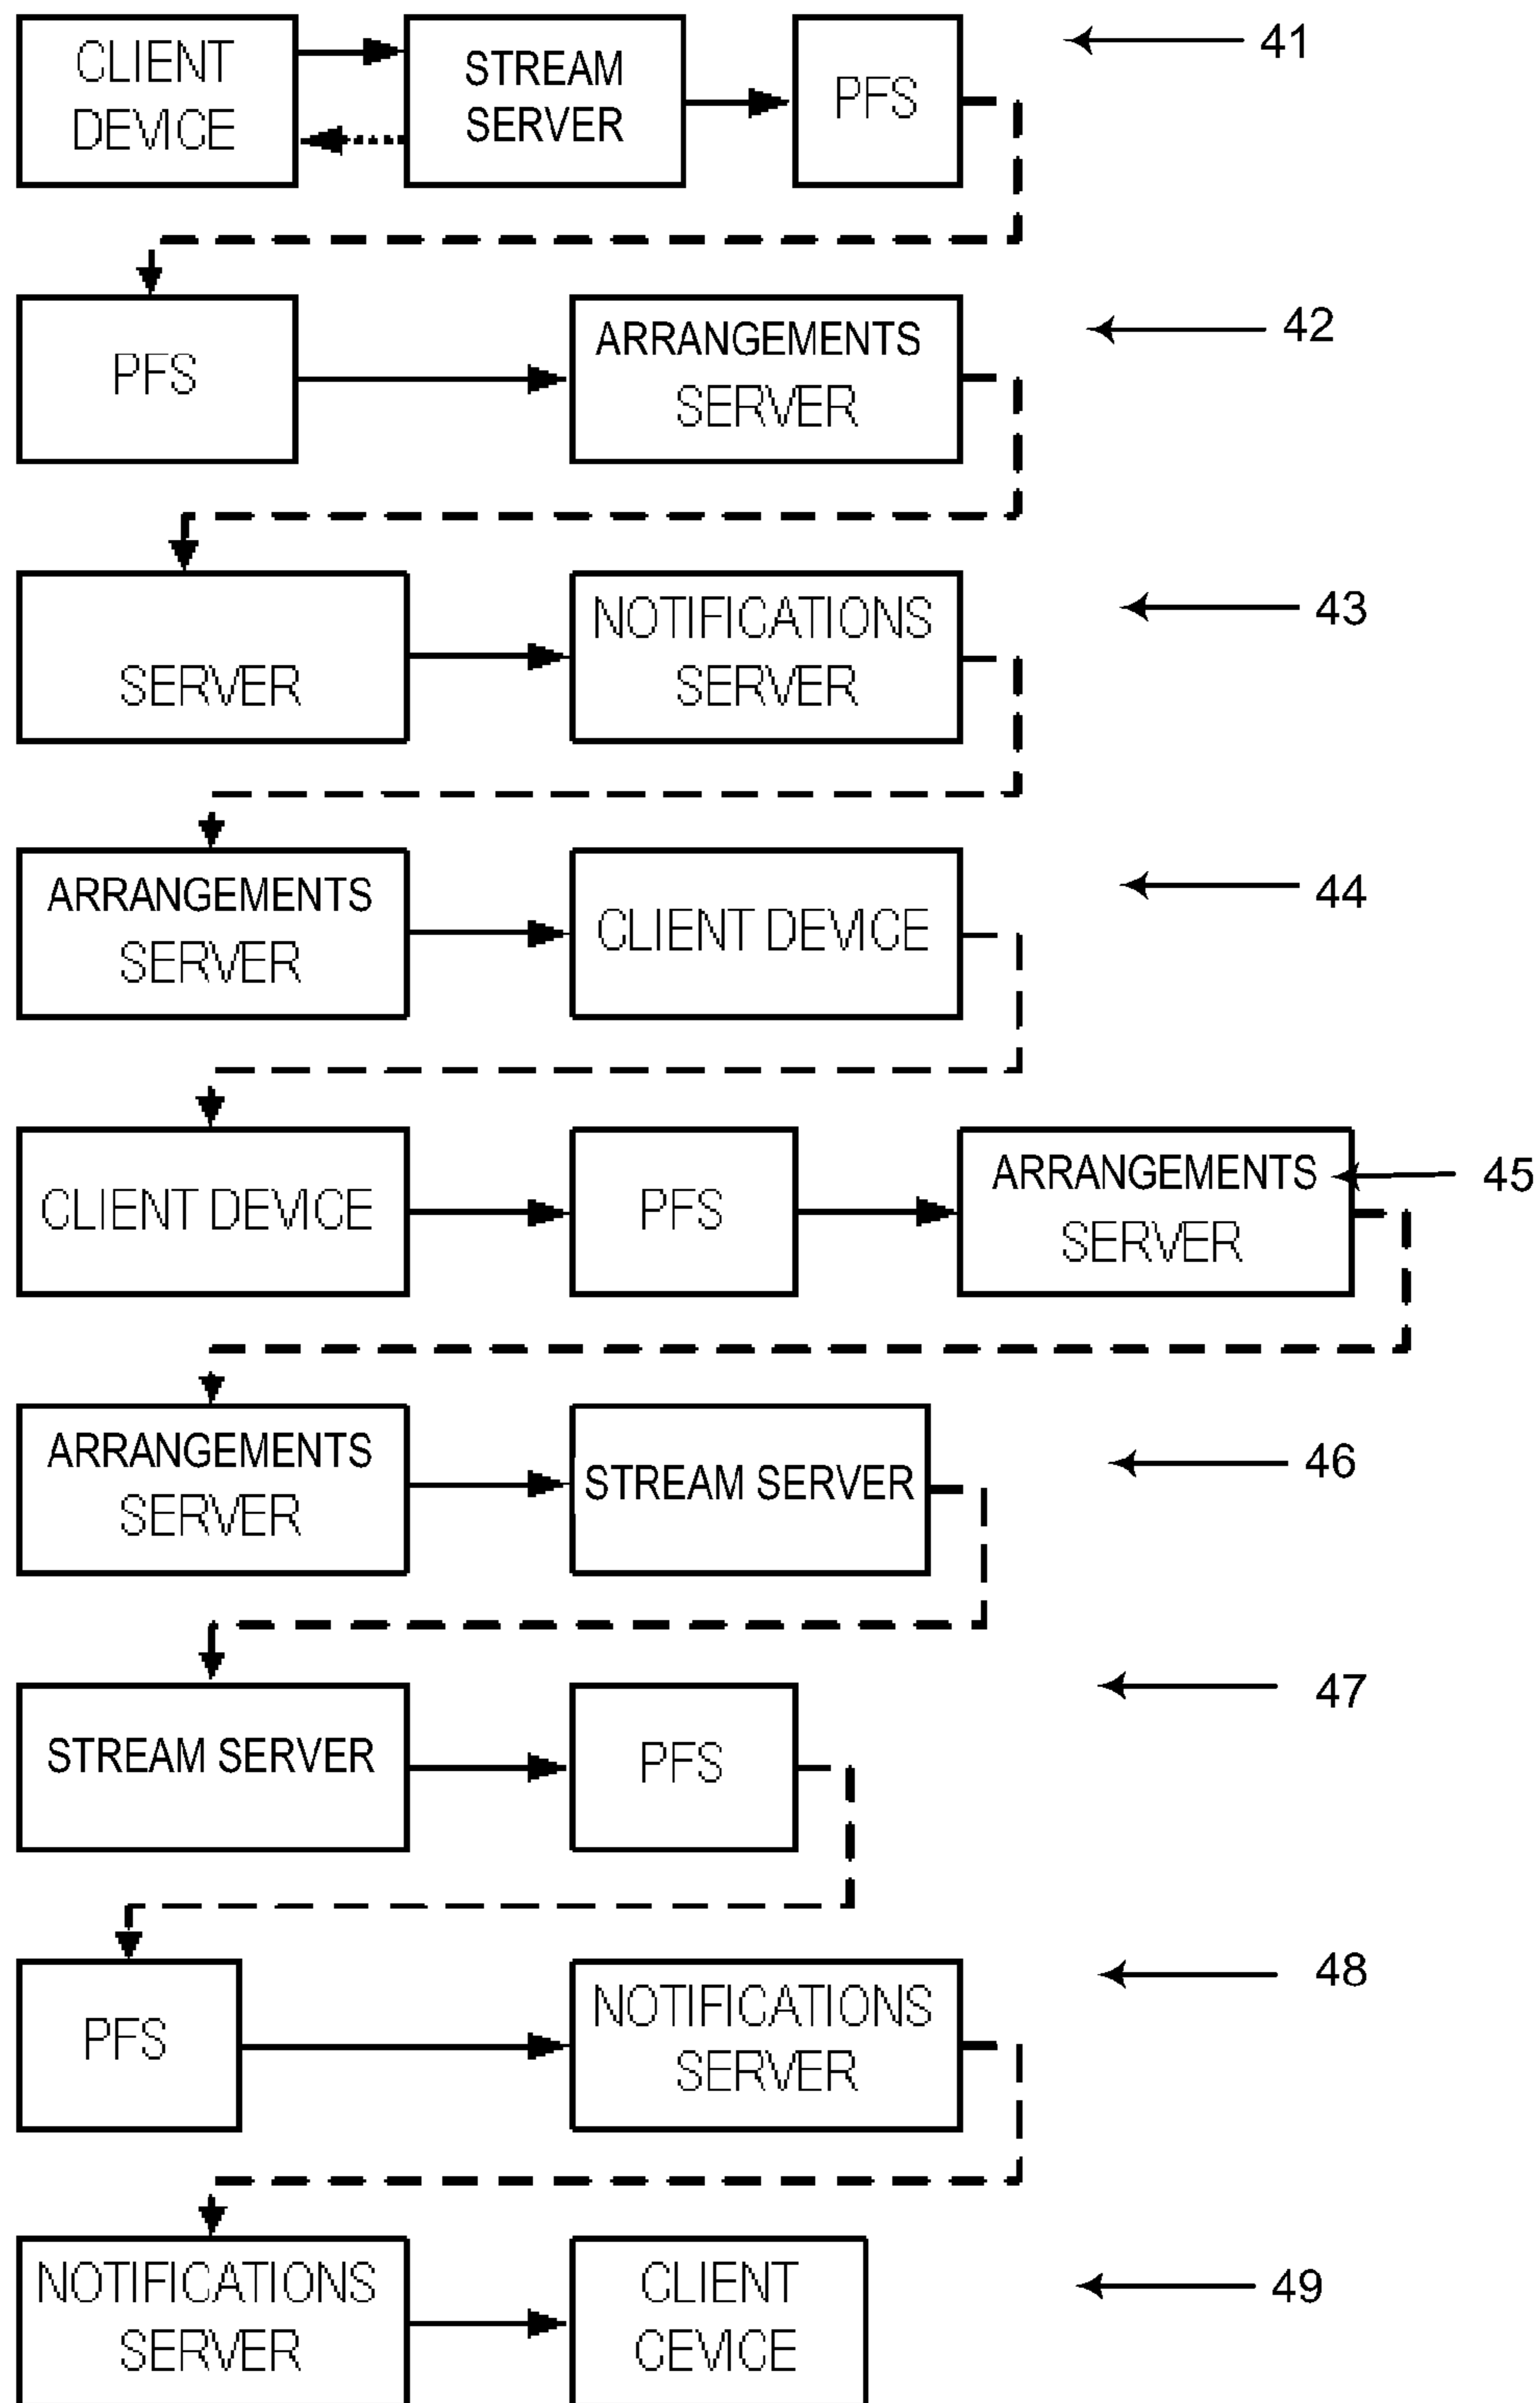 CLIENT
DEVICE
STREAM
SERVER
PFS
41
PFS
ARRANGEMENTS
SERVER
42
SERVER
NOTIFICATIONS
SERVER
43
ARRANGEMENTS
SERVER
CLIENT DEVICE
44
CLIENT DEVICE
PFS
ARRANGEMENTS
SERVER
45
ARRANGEMENTS
SERVER
STREAM SERVER
46
STREAM SERVER
PFS
47
PFS
NOTIFICATIONS
SERVER
48
NOTIFICATIONS
SERVER
CLIENT
CEVICE
49